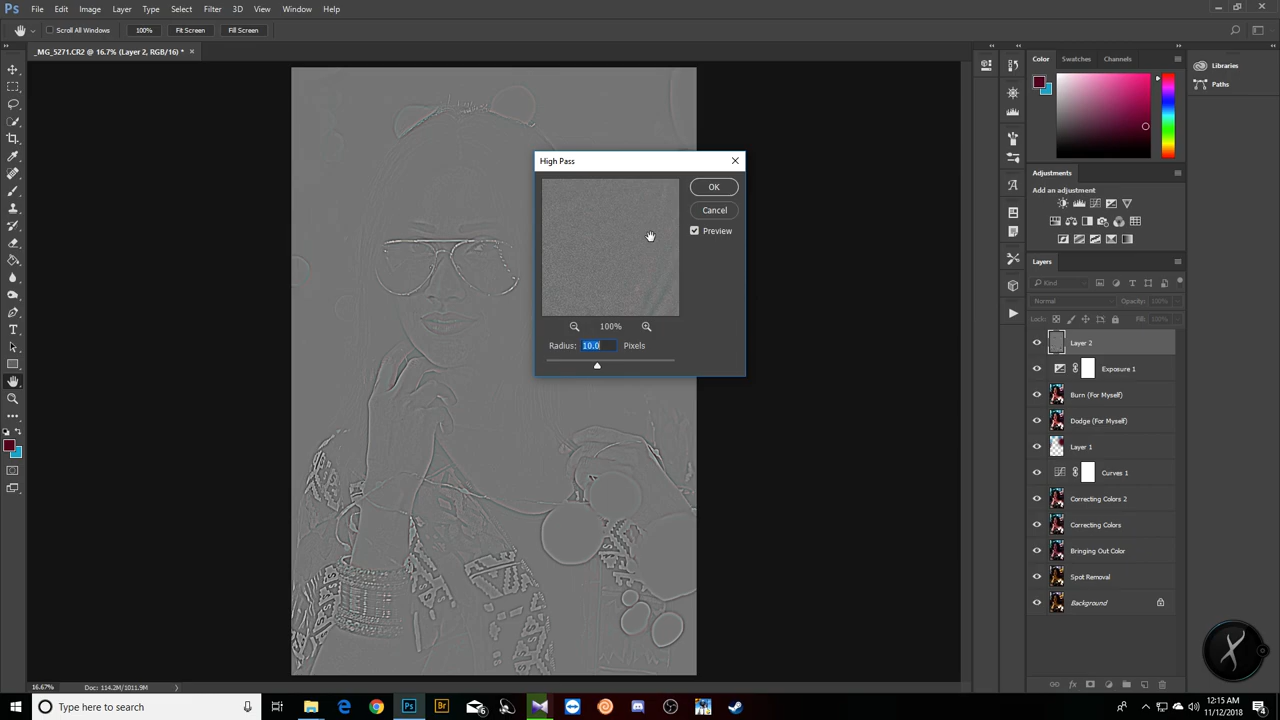 Ps File Edit Image Layer Type Select Filter 3D View Window Help
Scroll All Windows 100% Fit Screen Fill Screen
_MG_5271.CR2 @ 16.7% (Layer 2, RGB/16) * ×
Color Swatches Channels
Libraries
Paths
High Pass
OK
Cancel
Preview
100%
Radius: 10.0 Pixels
Adjustments
Add an adjustment
Layers
Kind
Normal Opacity: 100%
Lock: Fill: 100%
Layer 2
Exposure 1
Burn (For Myself)
Dodge (For Myself)
Layer 1
Curves 1
Correcting Colors 2
Correcting Colors
Bringing Out Color
Spot Removal
Background
16.67% Doc: 114.2M/1011.9M
Type here to search
Ps
Br
6
12:15 AM
11/12/2018
4